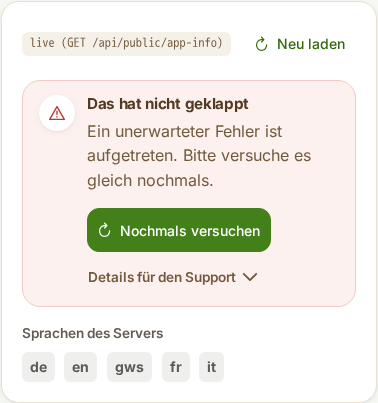 live (GET /api/public/app-info)
Neu laden
Das hat nicht geklappt
Ein unerwarteter Fehler ist
aufgetreten. Bitte versuche es
gleich nochmals.
Nochmals versuchen
Details für den Support
Sprachen des Servers
de en gws fr it